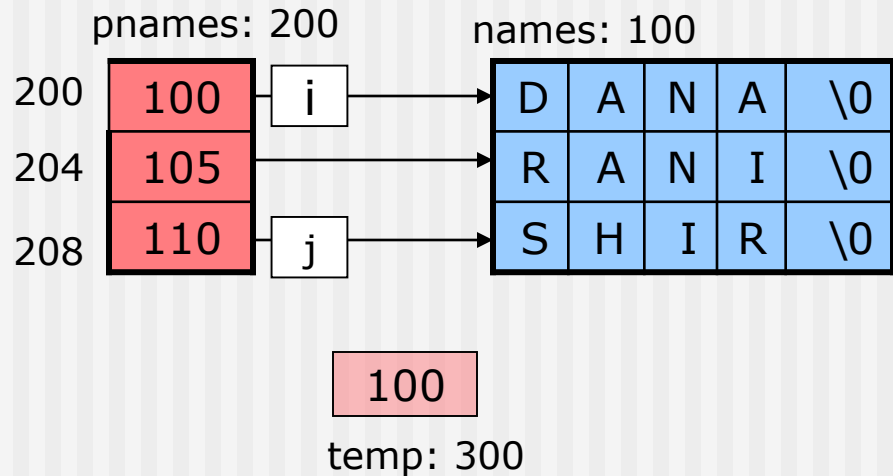 pnames: 200 names: 100
200 100 i D A N A \0
204 105 R A N I \0
208 110 j S H I R \0
100
temp: 300